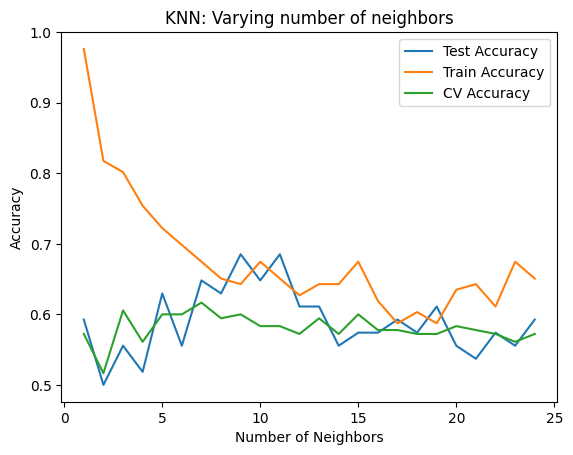 KNN: Varying number of neighbors
1.0
0.9
0.8
0.7
0.6
0.5
Accuracy
Test Accuracy
Train Accuracy
CV Accuracy
0
5
10
15
20
25
Number of Neighbors